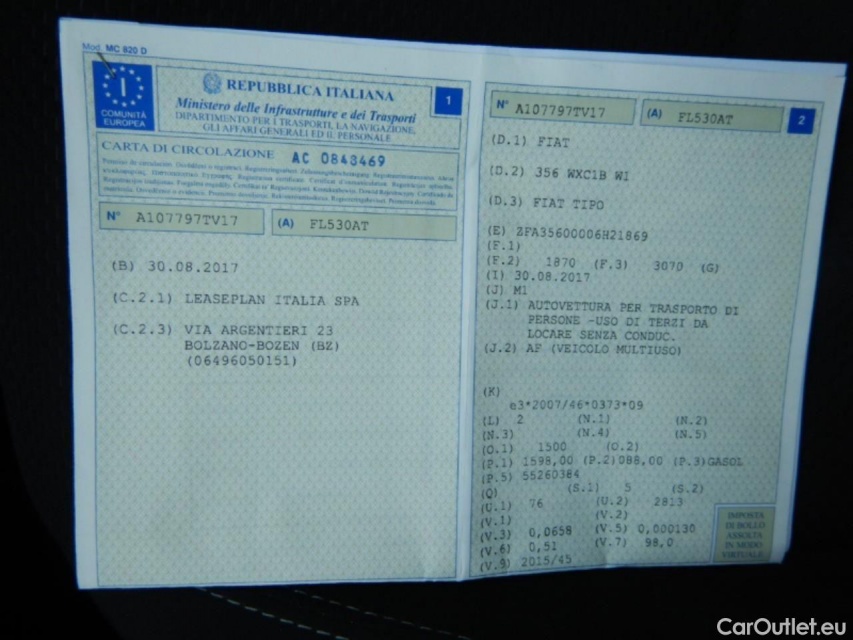 Mod. MC 820 D
I
COMUNITÀ
EUROPEA
REPUBBLICA ITALIANA
Ministero delle Infrastrutture e dei Trasporti
DIPARTIMENTO PER I TRASPORTI, LA NAVIGAZIONE,
GLI AFFARI GENERALI ED IL PERSONALE
1
CARTA DI CIRCOLAZIONE AC 0843469
N° A107797TV17 (A) FL530AT
(B) 30.08.2017
(C.2.1) LEASEPLAN ITALIA SPA
(C.2.3) VIA ARGENTIERI 23
BOLZANO-BOZEN (BZ)
(06496050151)
N° A107797TV17 (A) FL530AT 2
(D.1) FIAT
(D.2) 356 WXC1B W1
(D.3) FIAT TIPO
(E) ZFA35600006H21869
(F.1)
(F.2) 1870 (F.3) 3070 (G)
(I) 30.08.2017
(J) M1
(J.1) AUTOVETTURA PER TRASPORTO DI
PERSONE -USO DI TERZI DA
LOCARE SENZA CONDUC.
(J.2) AF (VEICOLO MULTIUSO)
(K)
e3*2007/46*0373*09
(L) 2 (N.1) (N.2)
(N.3) (N.4) (N.5)
(O.1) 1500 (O.2)
(P.1) 1598,00 (P.2)088,00 (P.3)GASOL
(P.5) 55260384
(Q) (S.1) 5 (S.2)
(U.1) 76 (U.2) 2813
(V.1) (V.2)
(V.3) 0,0658 (V.5) 0,000130
(V.6) 0,51 (V.7) 98,0
(V.9) 2015/45
IMPOSTA
DI BOLLO
ASSOLTA
IN MODO
VIRTUALE
CarOutlet.eu